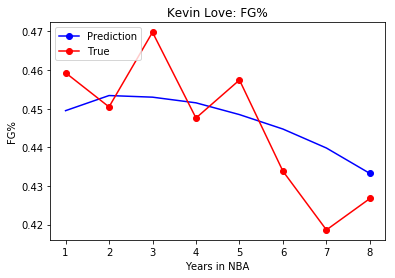 Kevin Love: FG%
Prediction
True
0.47
0.46
0.45
0.44
0.43
0.42
FG%
1 2 3 4 5 6 7 8
Years in NBA